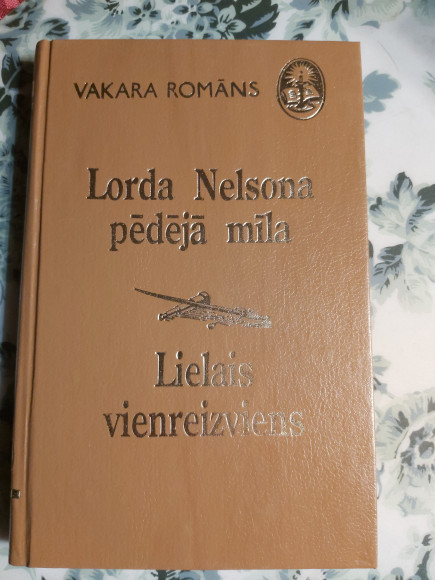 VAKARA ROMĀNS
Lorda Nelsona
pēdējā mīla
Lielais
vienreizviens